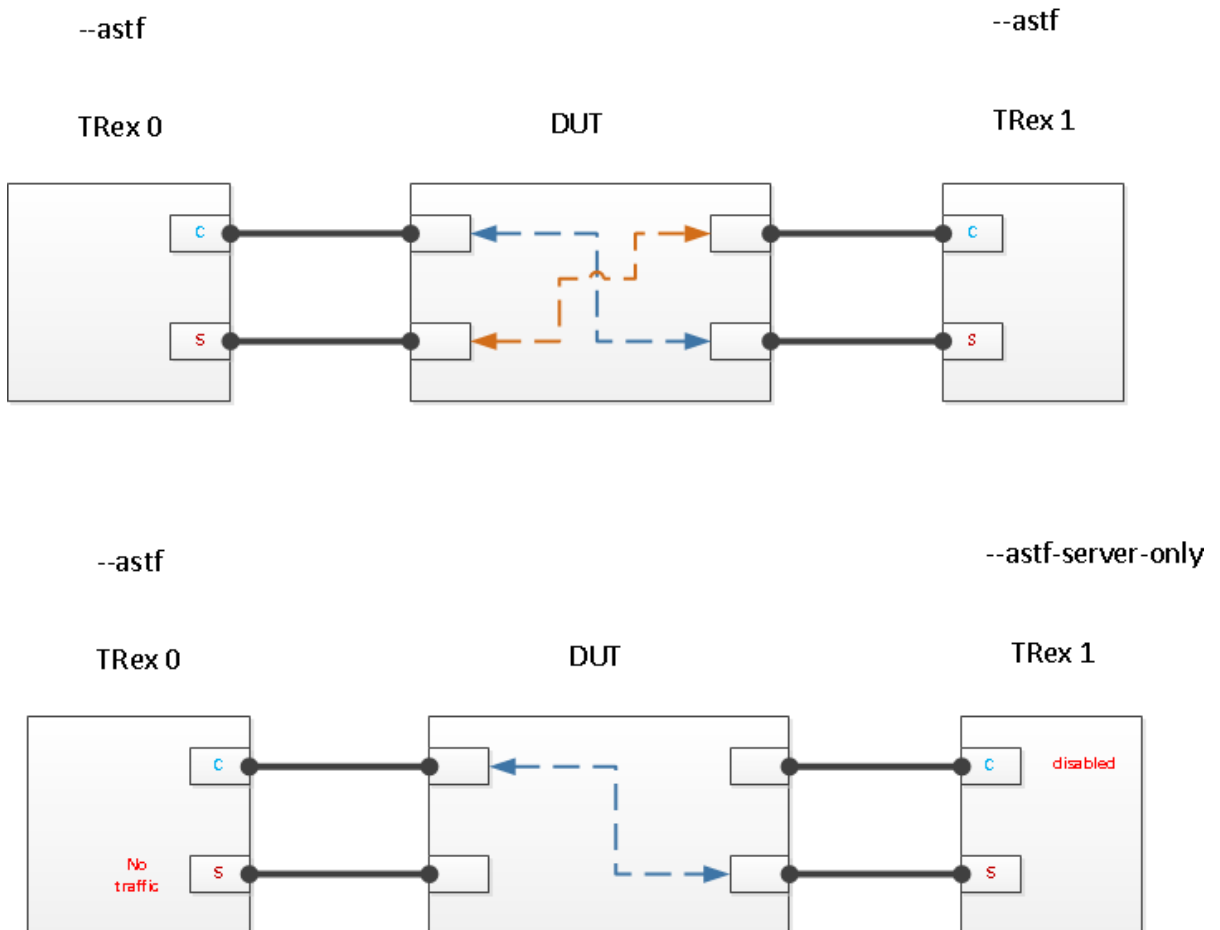 --astf
--astf
TRex 0
DUT
TRex 1
C
C
S
S
--astf
--astf-server-only
TRex 0
DUT
TRex 1
C
C
disabled
No
traffic
S
S